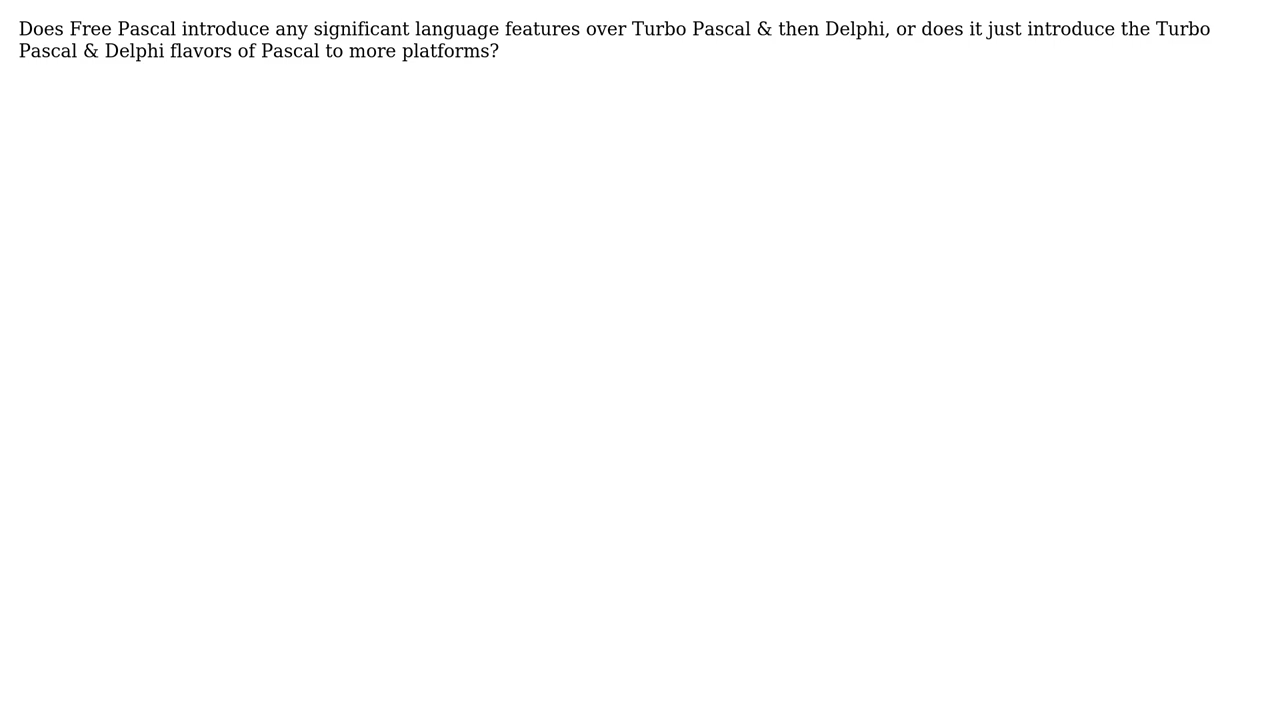 Does Free Pascal introduce any significant language features over Turbo Pascal & then Delphi, or does it just introduce the Turbo
Pascal & Delphi flavors of Pascal to more platforms?